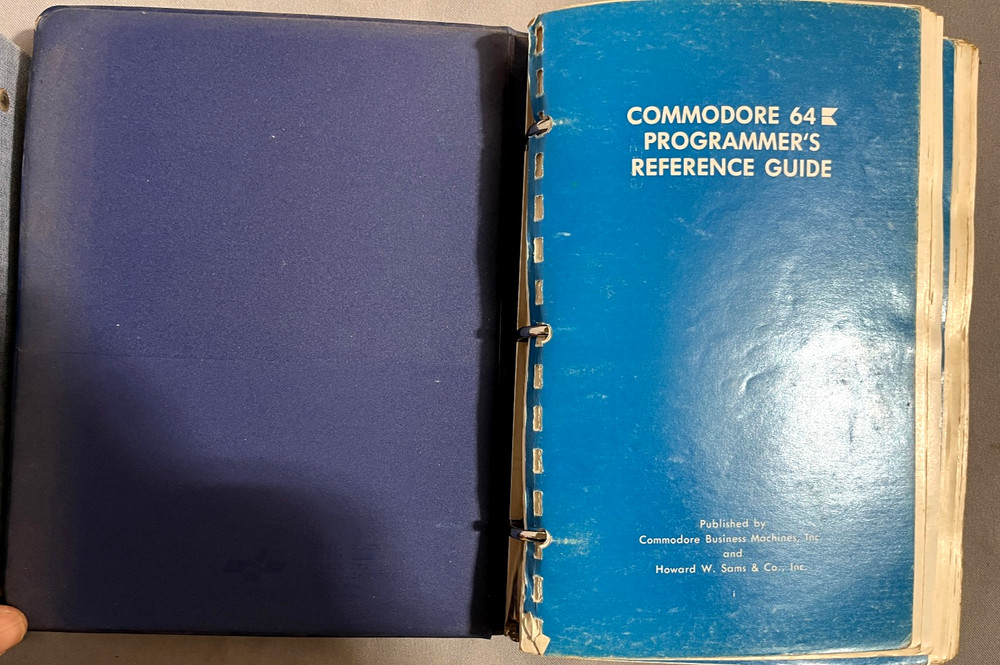 COMMODORE 64
PROGRAMMER'S
REFERENCE GUIDE
Published by
Commodore Business Machines, Inc.
and
Howard W. Sams & Co., Inc.